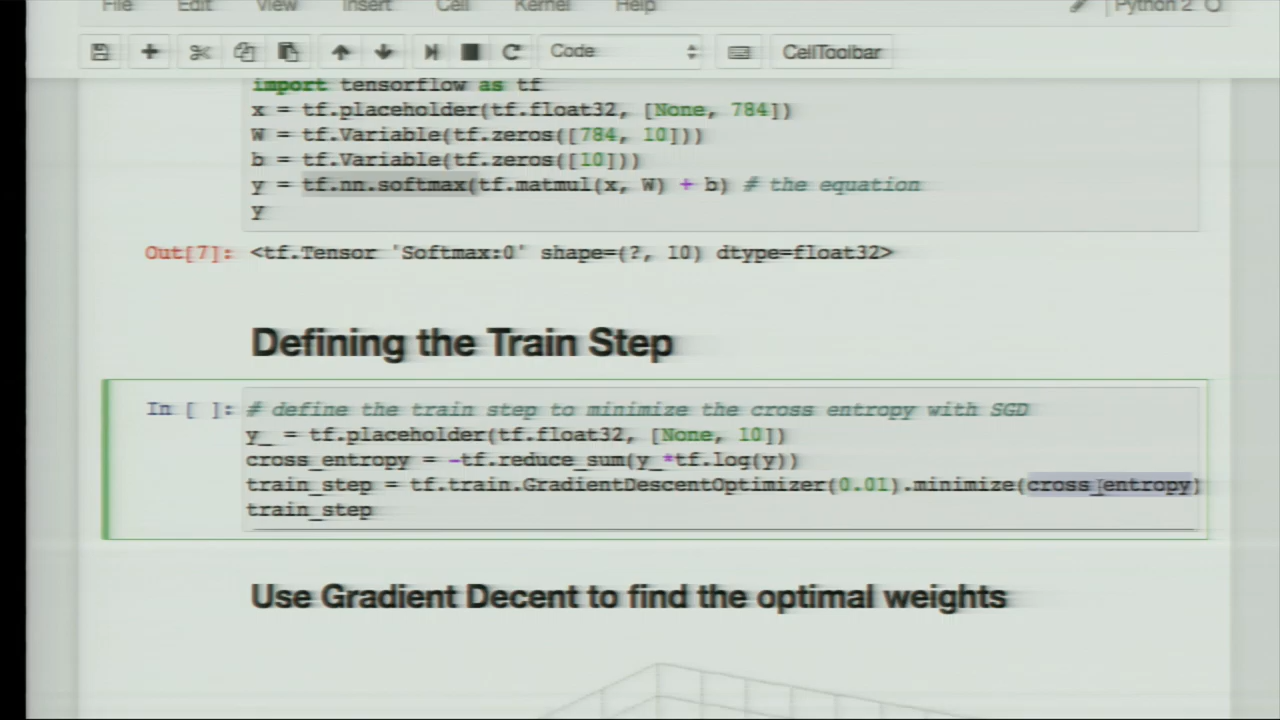 File Edit View Insert Cell Kernel Help Python 2
Code CellToolbar
import tensorflow as tf
x = tf.placeholder(tf.float32, [None, 784])
W = tf.Variable(tf.zeros([784, 10]))
b = tf.Variable(tf.zeros([10]))
y = tf.nn.softmax(tf.matmul(x, W) + b) # the equation
y
Out[7]: <tf.Tensor 'Softmax:0' shape=(?, 10) dtype=float32>
Defining the Train Step
In [ ]: # define the train step to minimize the cross entropy with SGD
y_ = tf.placeholder(tf.float32, [None, 10])
cross_entropy = -tf.reduce_sum(y_*tf.log(y))
train_step = tf.train.GradientDescentOptimizer(0.01).minimize(cross_entropy)
train_step
Use Gradient Decent to find the optimal weights